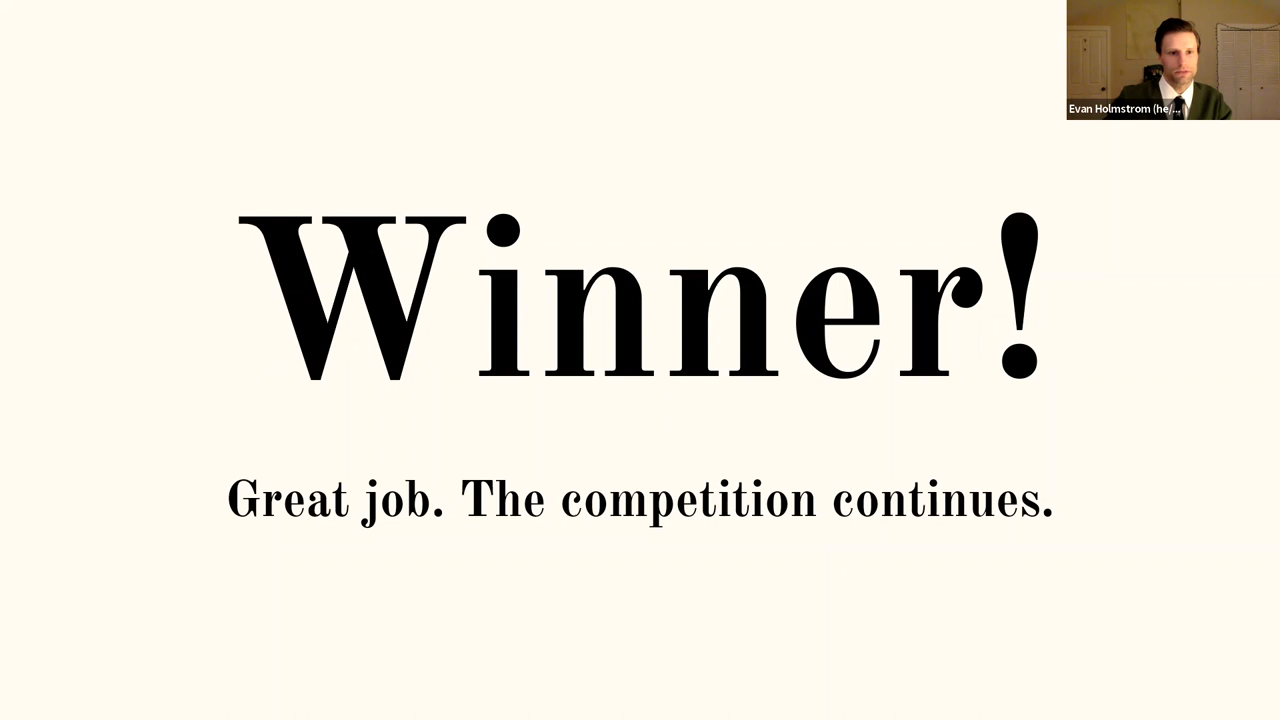 Evan Holmstrom (he/...
Winner!
Great job. The competition continues.